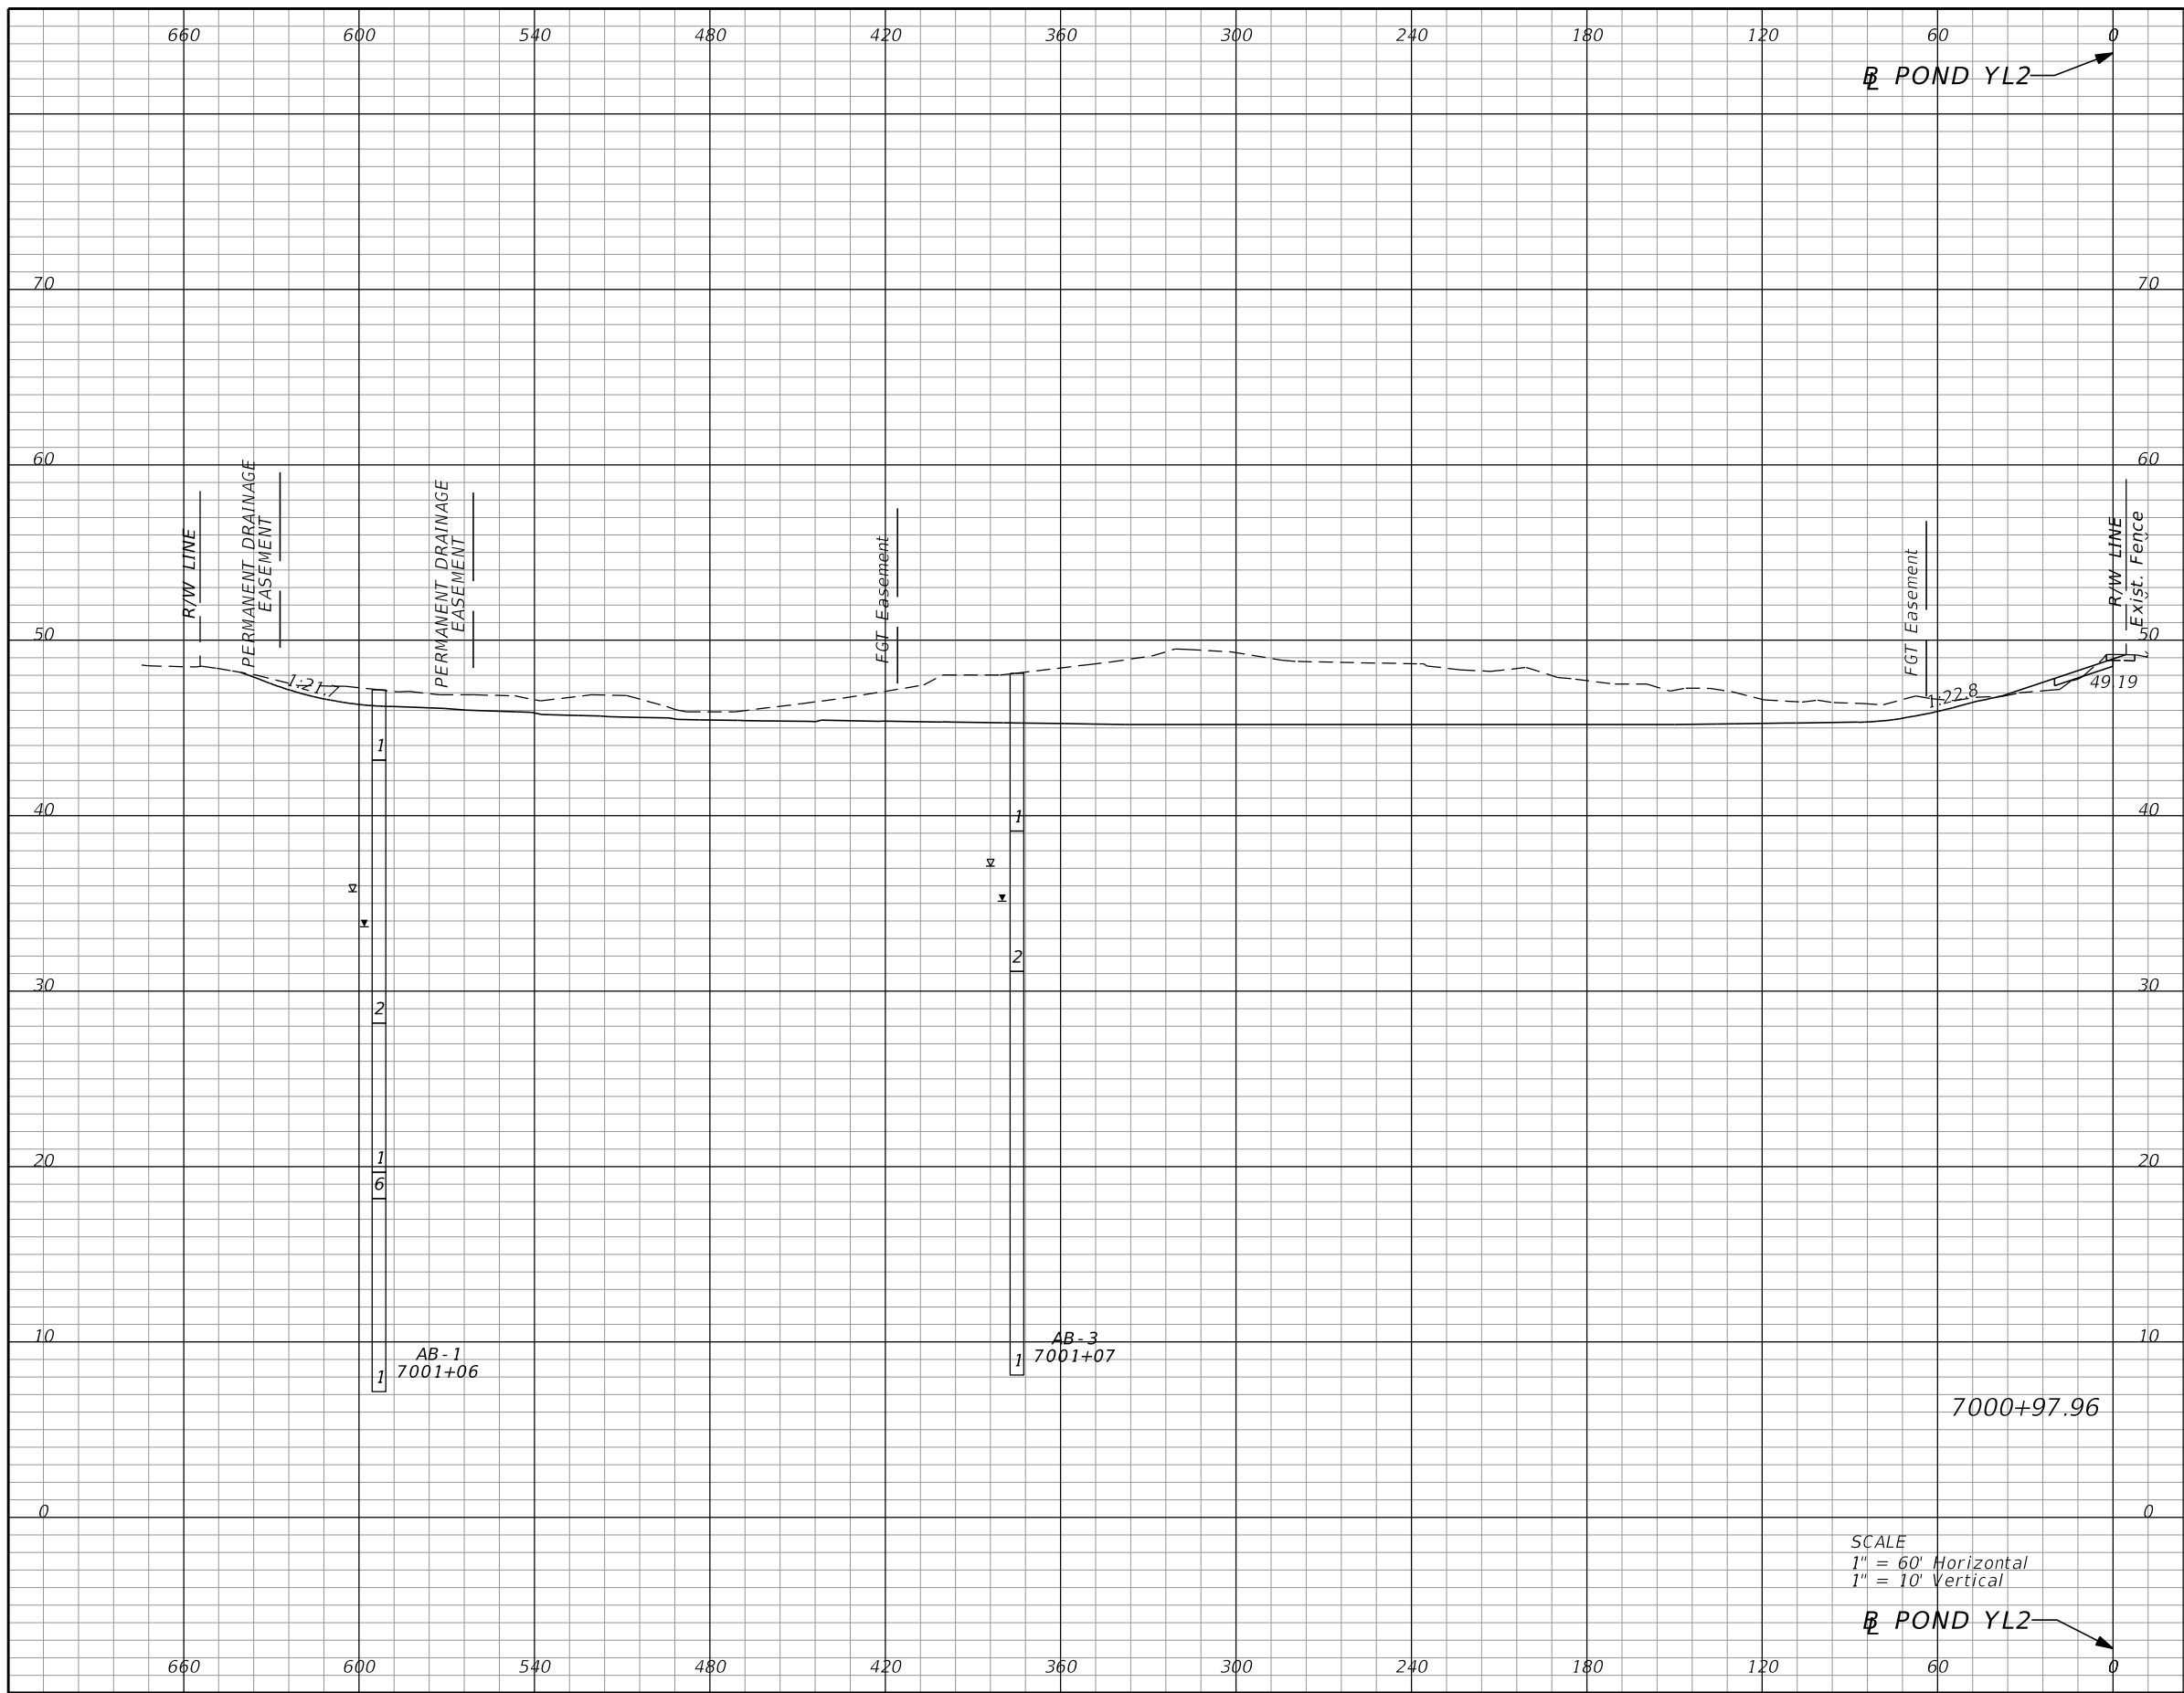 660 600 540 480 420 360 300 240 180 120 60 0
BL POND YL2
70 70
60 60
R/W LINE
PERMANENT DRAINAGE
EASEMENT
PERMANENT DRAINAGE
EASEMENT
FGT Easement
FGT Easement
R/W LINE
Exist. Fence
50 50
1:21.7
1:22.8
49.19
1
40 40
1
2
30 30
2
1
20 20
6
10 10
AB-3
7001+07
1
AB-1
7001+06
1
7000+97.96
0 0
SCALE
1" = 60' Horizontal
1" = 10' Vertical
BL POND YL2
660 600 540 480 420 360 300 240 180 120 60 0